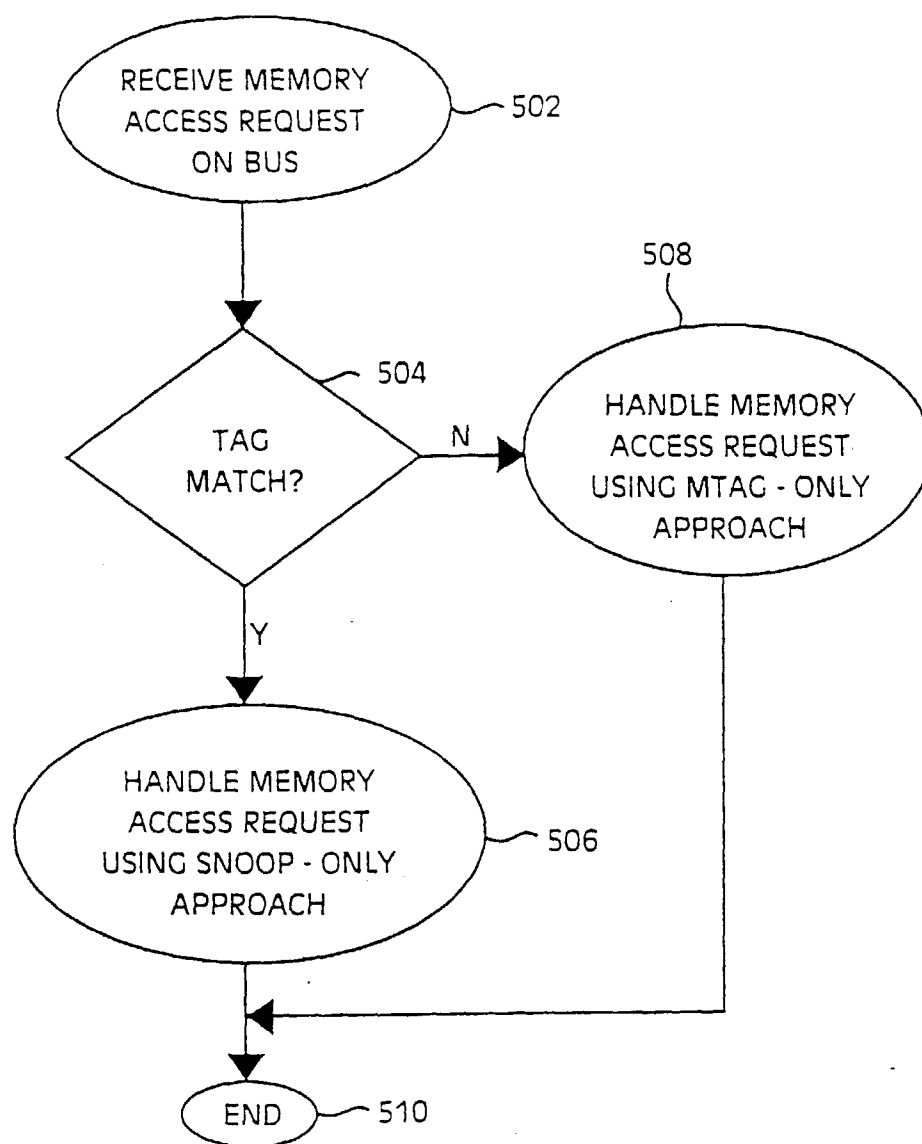 RECEIVE MEMORY
ACCESS REQUEST
ON BUS
502
508
504
TAG
MATCH?
N
HANDLE MEMORY
ACCESS REQUEST
USING MTAG - ONLY
APPROACH
Y
HANDLE MEMORY
ACCESS REQUEST
USING SNOOP - ONLY
APPROACH
506
END
510